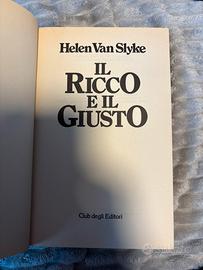 Helen Van Slyke
IL
RICCO
E IL
GIUSTO
Club degli Editori